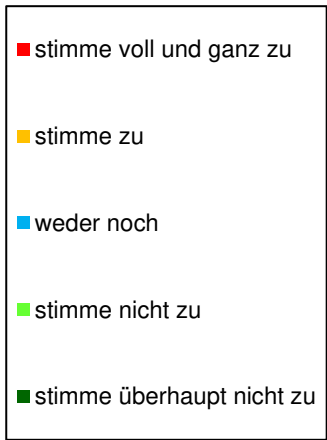 stimme voll und ganz zu
stimme zu
weder noch
stimme nicht zu
stimme überhaupt nicht zu